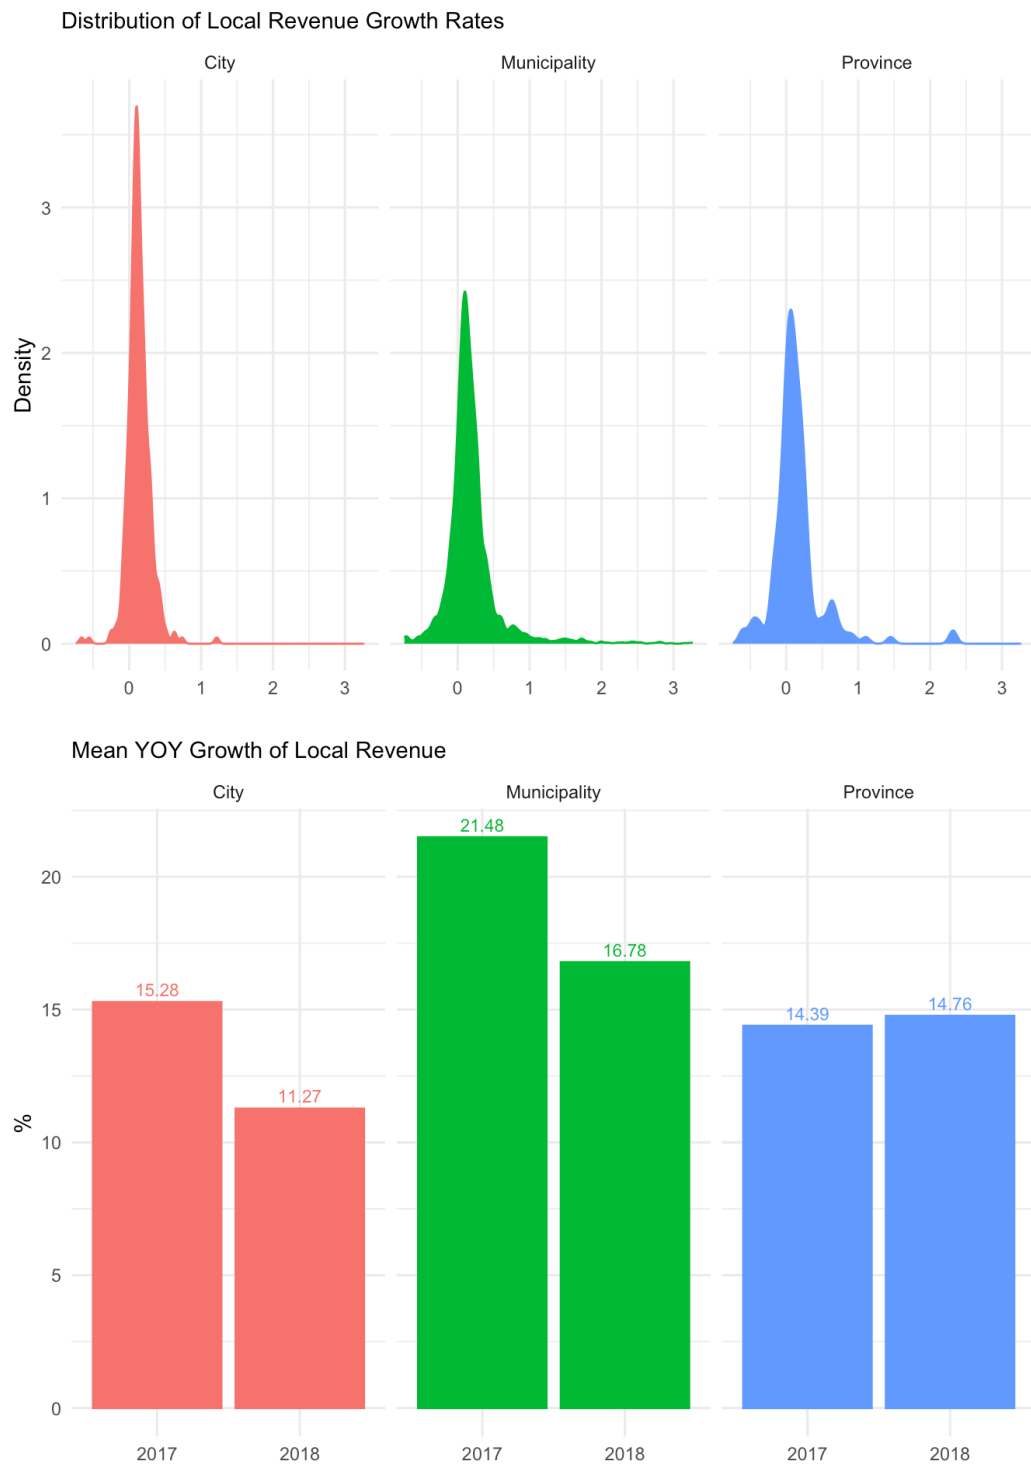 Distribution of Local Revenue Growth Rates
City Municipality Province
Density
3
2
1
0
0 1 2 3 0 1 2 3 0 1 2 3
Mean YOY Growth of Local Revenue
City Municipality Province
%
20
15
10
5
0
15.28 11.27 21.48 16.78 14.39 14.76
2017 2018 2017 2018 2017 2018